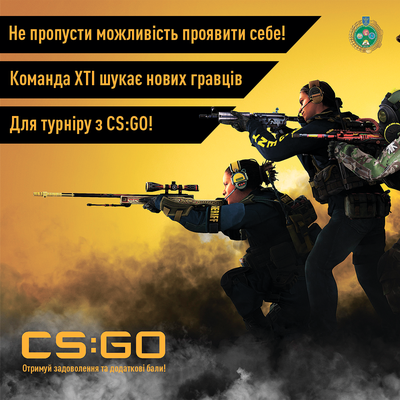 Не пропусти можливість проявити себе!
Команда ХТІ шукає нових гравців
Для турніру з CS:GO!
SHERIFF
CS:GO
Отримуй задоволення та додаткові бали!